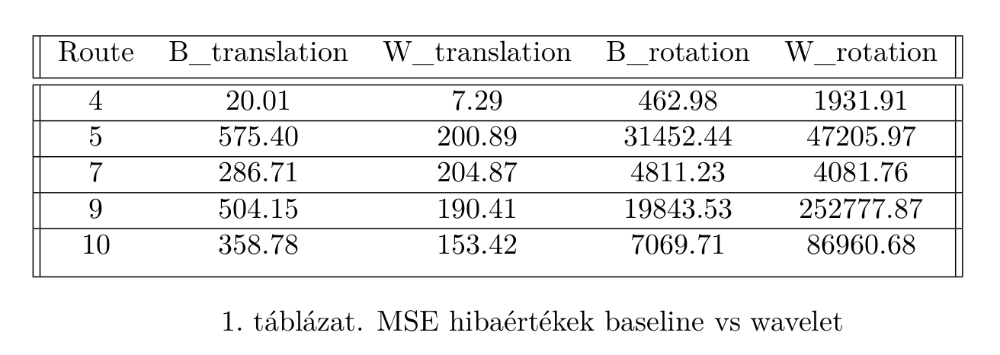 Route B_translation W_translation B_rotation W_rotation
4 20.01 7.29 462.98 1931.91
5 575.40 200.89 31452.44 47205.97
7 286.71 204.87 4811.23 4081.76
9 504.15 190.41 19843.53 252777.87
10 358.78 153.42 7069.71 86960.68
1. táblázat. MSE hibaértékek baseline vs wavelet